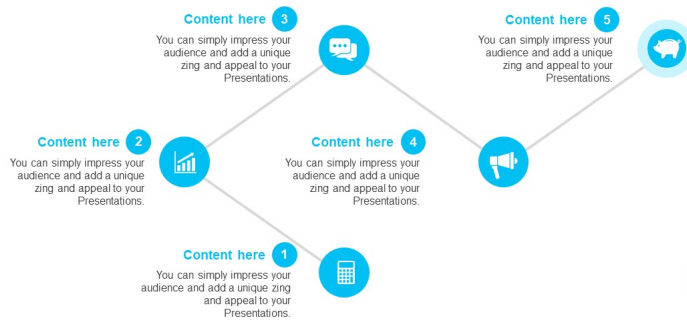 Content here 3
You can simply impress your
audience and add a unique
zing and appeal to your
Presentations.
Content here 5
You can simply impress your
audience and add a unique
zing and appeal to your
Presentations.
Content here 2
You can simply impress your
audience and add a unique
zing and appeal to your
Presentations.
Content here 4
You can simply impress your
audience and add a unique
zing and appeal to your
Presentations.
Content here 1
You can simply impress your
audience and add a unique zing
and appeal to your
Presentations.